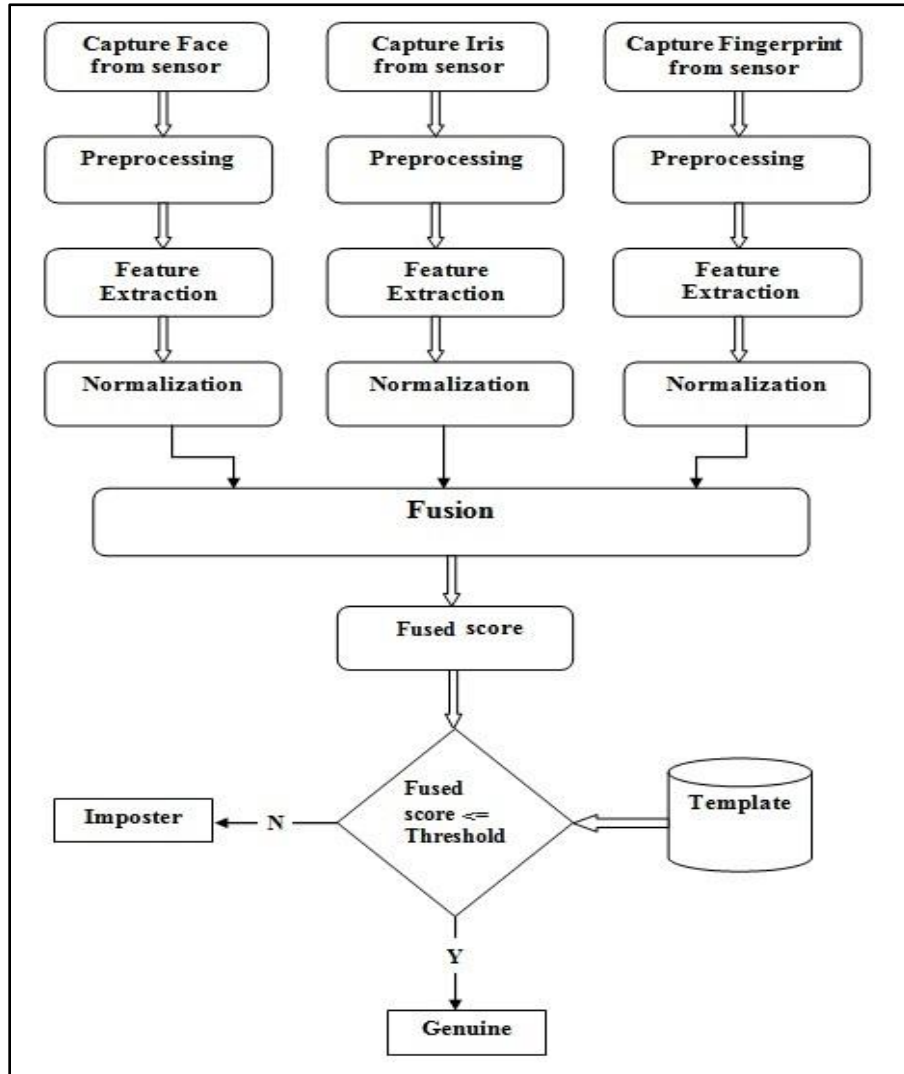 Capture Face
from sensor
Capture Iris
from sensor
Capture Fingerprint
from sensor
Preprocessing
Preprocessing
Preprocessing
Feature
Extraction
Feature
Extraction
Feature
Extraction
Normalization
Normalization
Normalization
Fusion
Fused score
Fused
score <=
Threshold
Template
Imposter
N
Y
Genuine